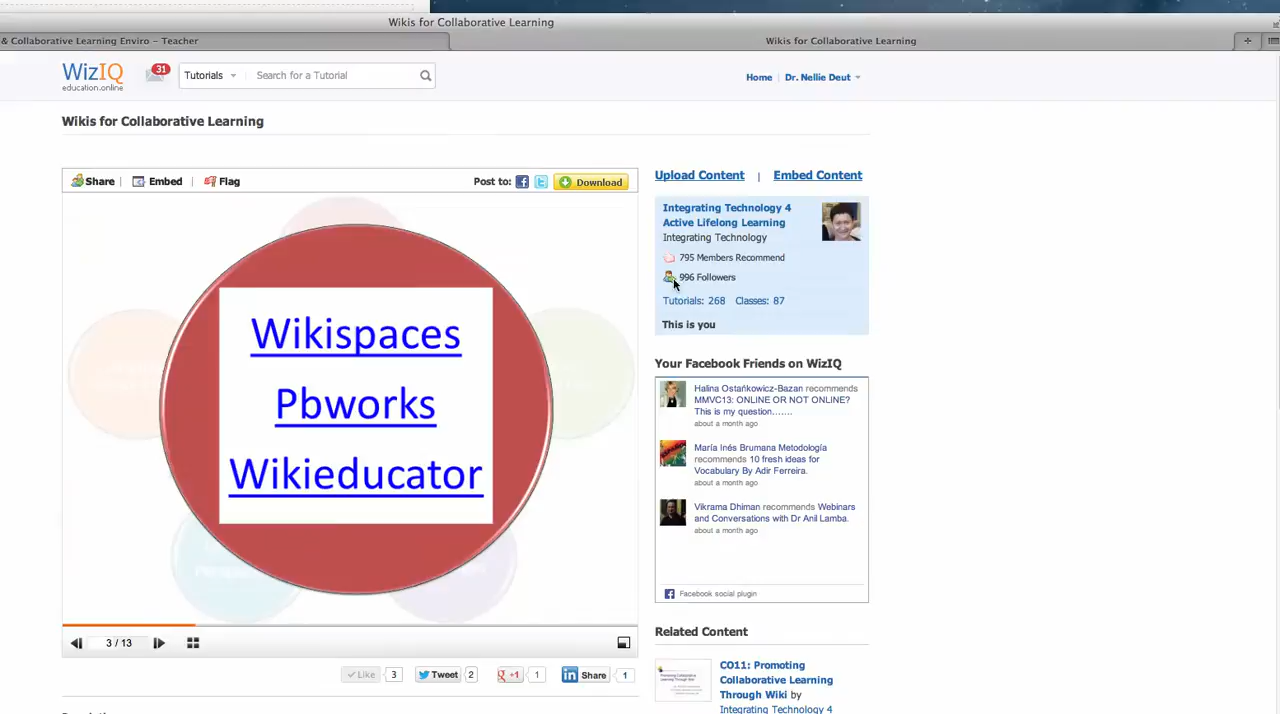 Wikis for Collaborative Learning
& Collaborative Learning Enviro – Teacher
Wikis for Collaborative Learning
WizIQ
education.online
31
Tutorials
Search for a Tutorial
Home
Dr. Nellie Deut
Wikis for Collaborative Learning
Share
Embed
Flag
Post to:
Download
Upload Content | Embed Content
Wikispaces
Pbworks
Wikieducator
3 / 13
Like 3
Tweet 2
+1 1
Share 1
Integrating Technology 4
Active Lifelong Learning
Integrating Technology
795 Members Recommend
996 Followers
Tutorials: 268 Classes: 87
This is you
Your Facebook Friends on WizIQ
Halina Ostańkowicz-Bazan recommends
MMVC13: ONLINE OR NOT ONLINE?
This is my question…….
about a month ago
María Inés Brumana Metodología
recommends 10 fresh ideas for
Vocabulary By Adir Ferreira.
about a month ago
Vikrama Dhiman recommends Webinars
and Conversations with Dr Anil Lamba.
about a month ago
Facebook social plugin
Related Content
CO11: Promoting
Collaborative Learning
Through Wiki by
Integrating Technology 4